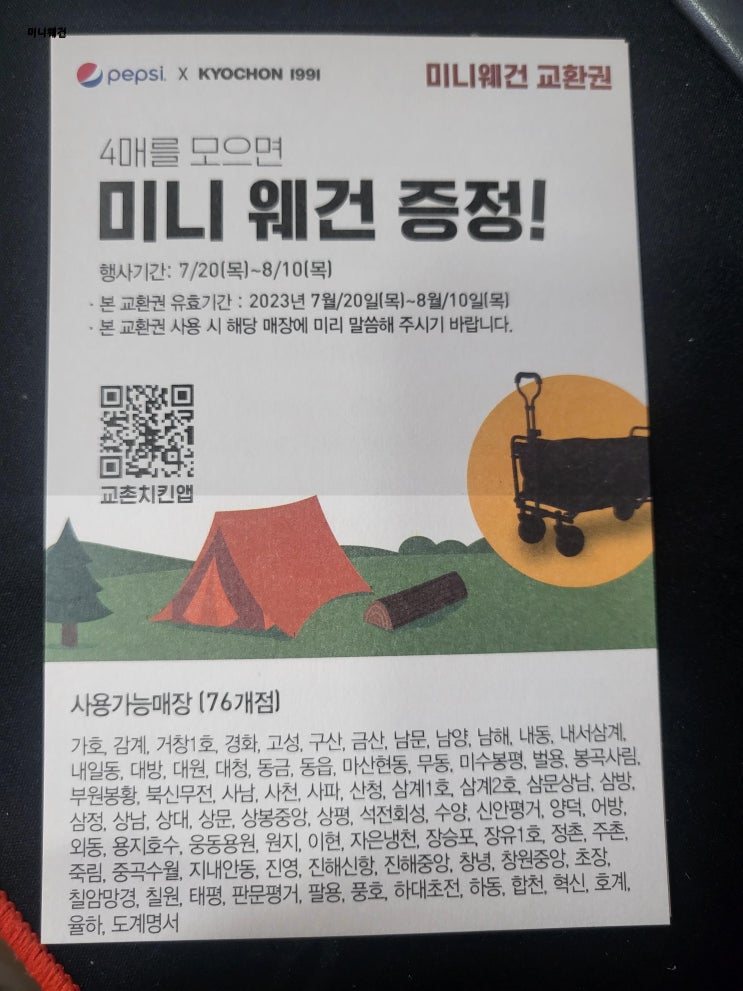 미니웨건
pepsi. X KYOCHON 1991
미니웨건 교환권
4매를 모으면
미니 웨건 증정!
행사기간: 7/20(목)~8/10(목)
· 본 교환권 유효기간 : 2023년 7월/20일(목)~8월/10일(목)
· 본 교환권 사용 시 해당 매장에 미리 말씀해 주시기 바랍니다.
교촌치킨앱
사용가능매장 (76개점)
가호, 감계, 거창1호, 경화, 고성, 구산, 금산, 남문, 남양, 남해, 내동, 내서삼계,
내일동, 대방, 대원, 대청, 동금, 동읍, 마산현동, 무동, 미수봉평, 벌용, 봉곡사림,
부원봉황, 북신무전, 사남, 사천, 사파, 산청, 삼계1호, 삼계2호, 삼문상남, 삼방,
삼정, 상남, 상대, 상문, 상봉중앙, 상평, 석전회성, 수양, 신안평거, 양덕, 어방,
외동, 용지호수, 웅동용원, 원지, 이현, 자은냉천, 장승포, 장유1호, 정촌, 주촌,
죽림, 중곡수월, 지내안동, 진영, 진해신항, 진해중앙, 창녕, 창원중앙, 초장,
칠암망경, 칠원, 태평, 판문평거, 팔용, 풍호, 하대초전, 하동, 합천, 혁신, 호계,
율하, 도계명서